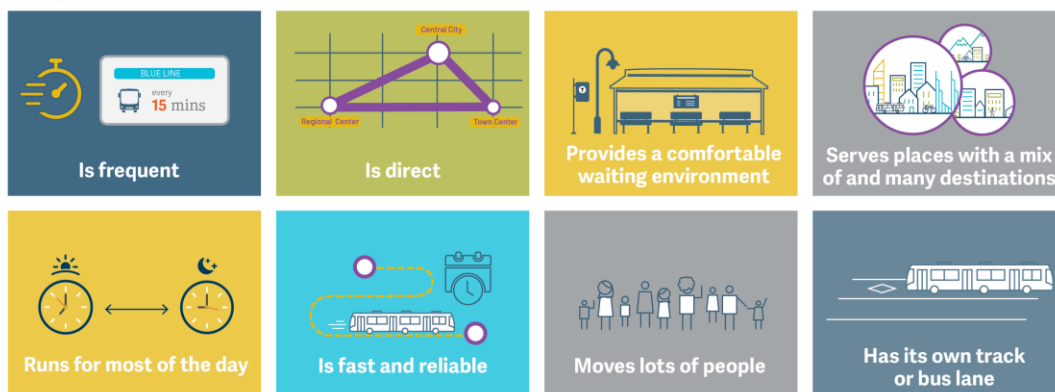 BLUE LINE
every
15 mins
Is frequent
Central City
Regional Center
Town Center
Is direct
T
Provides a comfortable
waiting environment
Serves places with a mix
of and many destinations
Runs for most of the day
Is fast and reliable
Moves lots of people
Has its own track
or bus lane